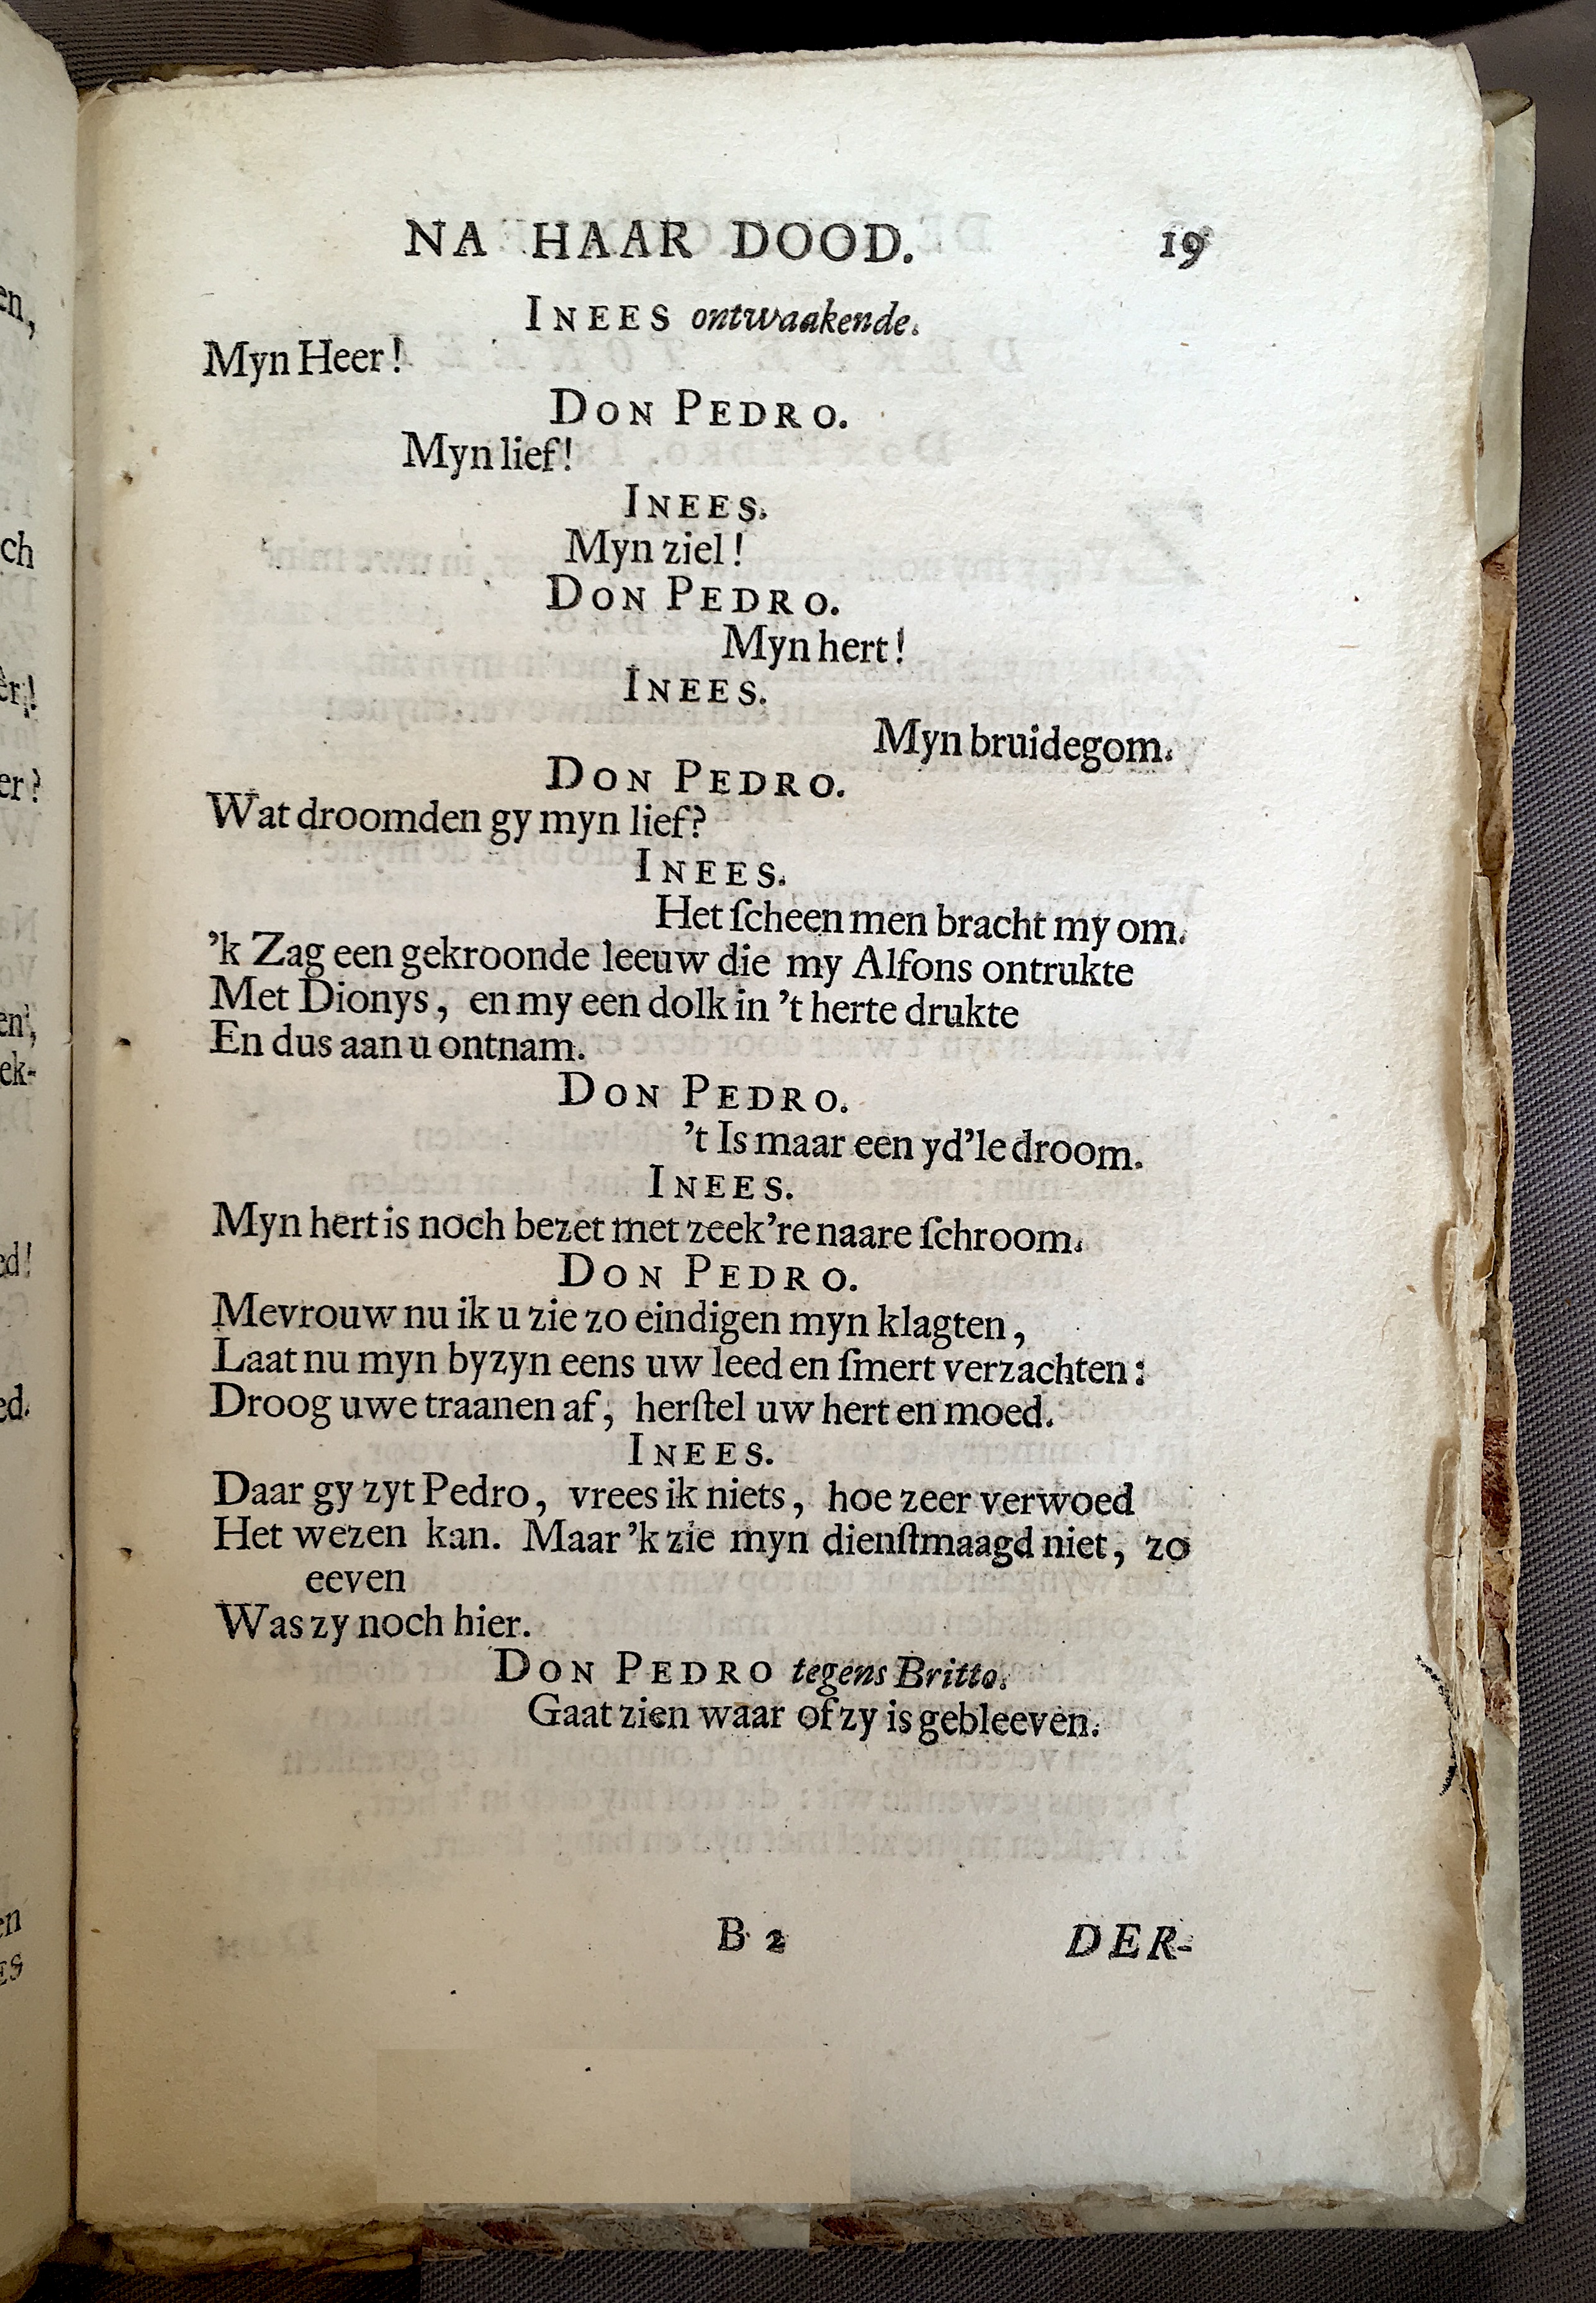 NA HAAR DOOD. 19
INEES ontwaakende.
Myn Heer!
DON PEDRO.
Myn lief!
INEES.
Myn ziel!
DON PEDRO.
Myn hert!
INEES.
Myn bruidegom.
DON PEDRO.
Wat droomden gy myn lief?
INEES.
Het ſcheen men bracht my om.
'k Zag een gekroonde leeuw die my Alfons ontrukte
Met Dionys, en my een dolk in 't herte drukte
En dus aan u ontnam.
DON PEDRO.
't Is maar een yd'le droom.
INEES.
Myn hert is noch bezet met zeek're naare ſchroom.
DON PEDRO.
Mevrouw nu ik u zie zo eindigen myn klagten,
Laat nu myn byzyn eens uw leed en ſmert verzachten:
Droog uwe traanen af, herſtel uw hert en moed.
INEES.
Daar gy zyt Pedro, vrees ik niets, hoe zeer verwoed
Het wezen kan. Maar 'k zie myn dienſtmaagd niet, zo
eeven
Was zy noch hier.
DON PEDRO tegens Britto.
Gaat zien waar of zy is gebleeven.
B 2 DER-